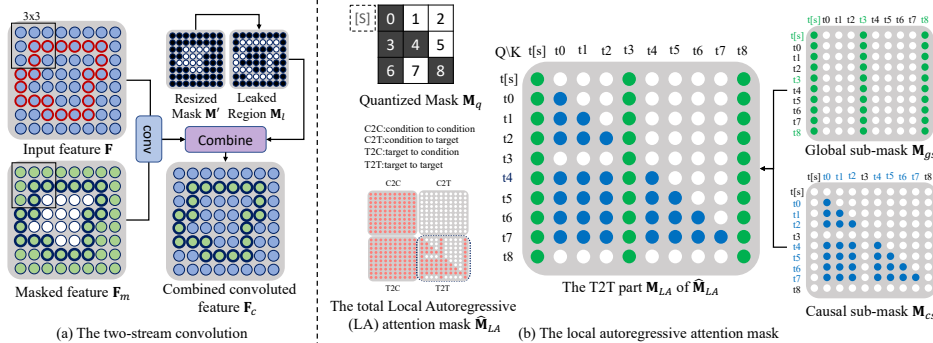 3x3
Input feature F
Masked feature F_m
conv
Resized
Mask M'
Leaked
Region M_l
Combine
Combined convoluted
feature F_c
(a) The two-stream convolution
[S]
0 1 2
3 4 5
6 7 8
Quantized Mask M_q
C2C:condition to condition
C2T:condition to target
T2C:target to condition
T2T:target to target
C2C C2T
T2C T2T
The total Local Autoregressive
(LA) attention mask M̂_LA
Q\K t[s] t0 t1 t2 t3 t4 t5 t6 t7 t8
t[s]
t0
t1
t2
t3
t4
t5
t6
t7
t8
The T2T part M_LA of M̂_LA
(b) The local autoregressive attention mask
t[s] t0 t1 t2 t3 t4 t5 t6 t7 t8
t[s]
t0
t1
t2
t3
t4
t5
t6
t7
t8
Global sub-mask M_gs
t[s] t0 t1 t2 t3 t4 t5 t6 t7 t8
t[s]
t0
t1
t2
t3
t4
t5
t6
t7
t8
Causal sub-mask M_cs